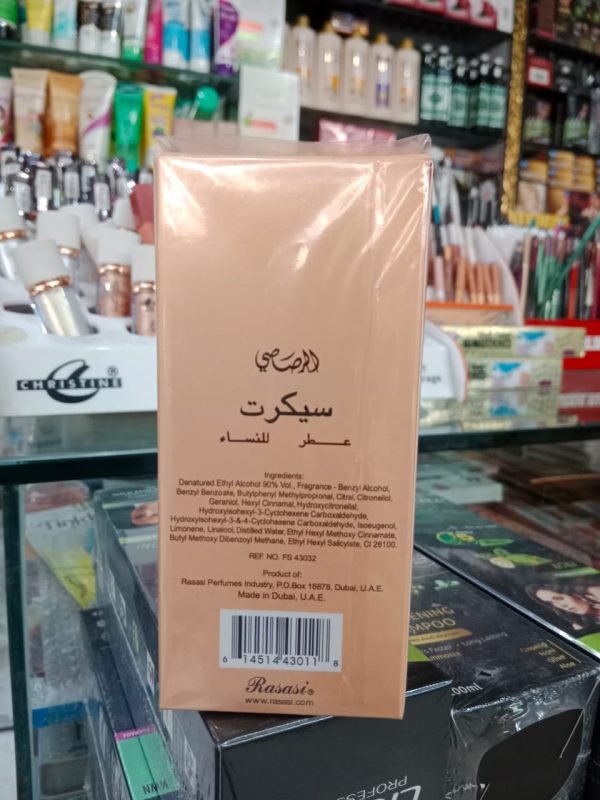 الرصاصي
سيكرت
عطر للنساء
Ingredients:
Denatured Ethyl Alcohol 90% Vol., Fragrance - Benzyl Alcohol,
Benzyl Benzoate, Butylphenyl Methylpropional, Citral, Citronellol,
Geraniol, Hexyl Cinnamal, Hydroxycitronellal,
Hydroxyisohexyl-3-Cyclohexene Carboxaldehyde,
Hydroxyisohexyl-3-&-4-Cyclohexene Carboxaldehyde, Isoeugenol,
Limonene, Linalool, Distilled Water, Ethyl Hexyl Methoxy Cinnamate,
Butyl Methoxy Dibenzoyl Methane, Ethyl Hexyl Salicylate, CI 26100.
REF. NO. FS 43032
Product of:
Rasasi Perfumes Industry, P.O.Box 16878, Dubai, U.A.E.
Made in Dubai, U.A.E.
6 14514 43011 8
Rasasi®
www.rasasi.com
CHRISTINE®